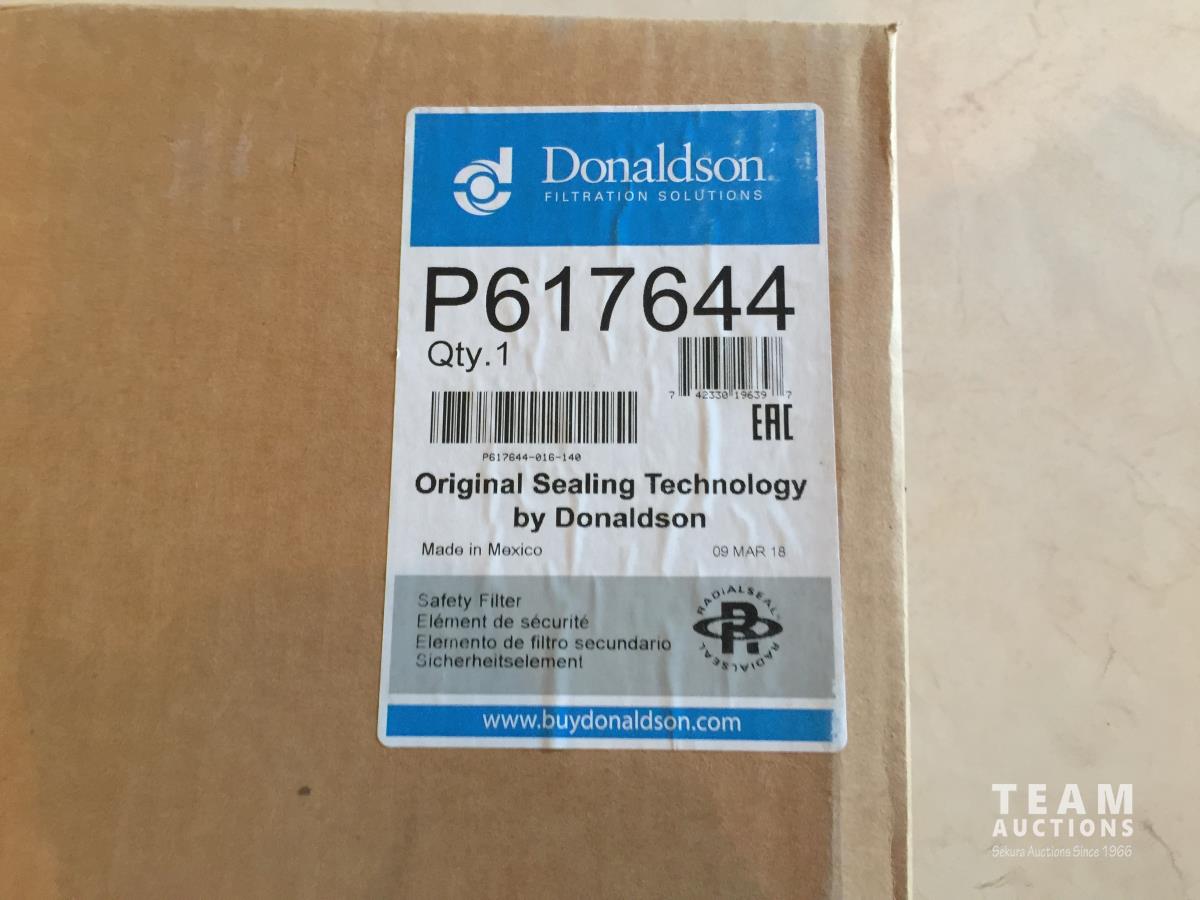 Donaldson
FILTRATION SOLUTIONS
P617644
Qty.1
7 42330 19639 7
EAC
P617644-016-140
Original Sealing Technology
by Donaldson
Made in Mexico 09 MAR 18
Safety Filter
Elément de sécurité
Elemento de filtro secundario
Sicherheitselement
RADIALSEAL
R
RADIALSEAL
www.buydonaldson.com
TEAM
AUCTIONS
Sekura Auctions Since 1966